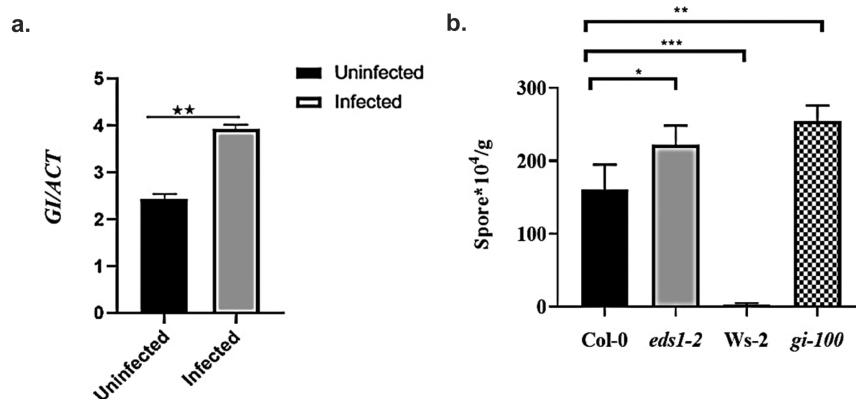 a.
Uninfected
Infected
★★
5
4
3
2
1
0
GI/ACT
Uninfected
Infected
b.
**
***
*
300
200
100
0
Spore*10⁴/g
Col-0
eds1-2
Ws-2
gi-100